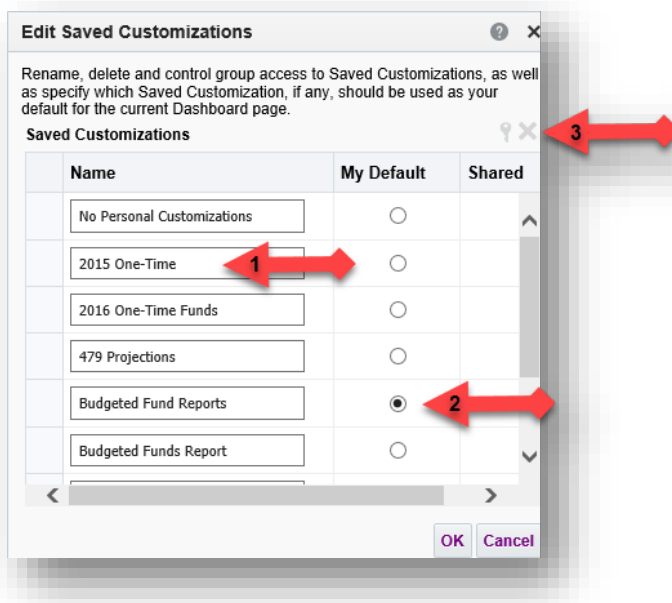 Edit Saved Customizations
Rename, delete and control group access to Saved Customizations, as well
as specify which Saved Customization, if any, should be used as your
default for the current Dashboard page.
Saved Customizations
3
Name My Default Shared
No Personal Customizations
2015 One-Time
1
2016 One-Time Funds
479 Projections
Budgeted Fund Reports
2
Budgeted Funds Report
OK Cancel